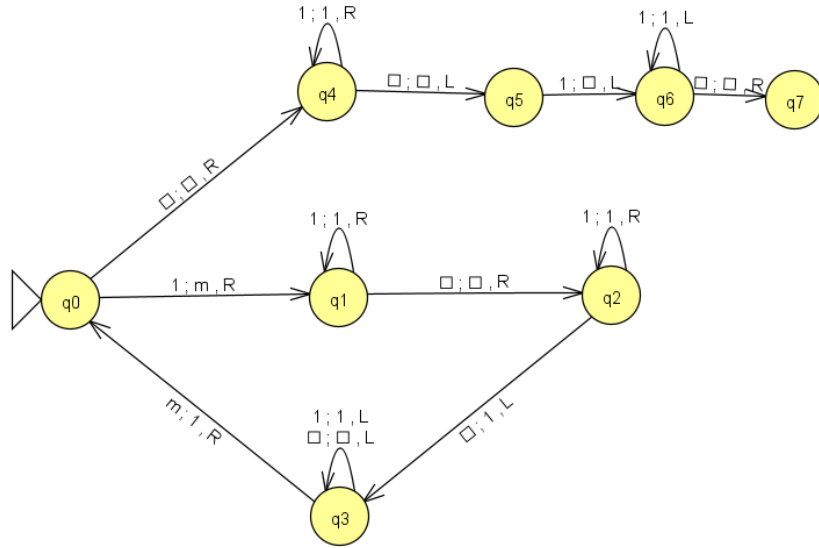 1 ; 1 , R
1 ; 1 , L
q4
□ ; □ , L
q5
1 ; □ , L
q6
□ ; □ , R
q7
□ ; □ , R
1 ; 1 , R
1 ; 1 , R
q0
1 ; m , R
q1
□ ; □ , R
q2
m ; 1 , R
1 ; 1 , L
□ ; □ , L
□ ; 1 , L
q3